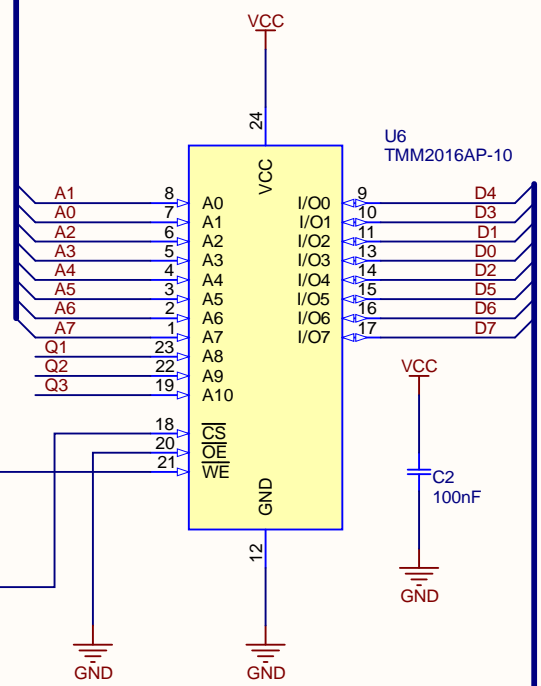 VCC
24
U6
TMM2016AP-10
VCC
A1 8 A0 I/O0 9 D4
A0 7 A1 I/O1 10 D3
A2 6 A2 I/O2 11 D1
A3 5 A3 I/O3 13 D0
A4 4 A4 I/O4 14 D2
A5 3 A5 I/O5 15 D5
A6 2 A6 I/O6 16 D6
A7 1 A7 I/O7 17 D7
Q1 23 A8
Q2 22 A9
Q3 19 A10
VCC
18 CS
20 OE
21 WE
C2
100nF
GND
12
GND
GND
GND